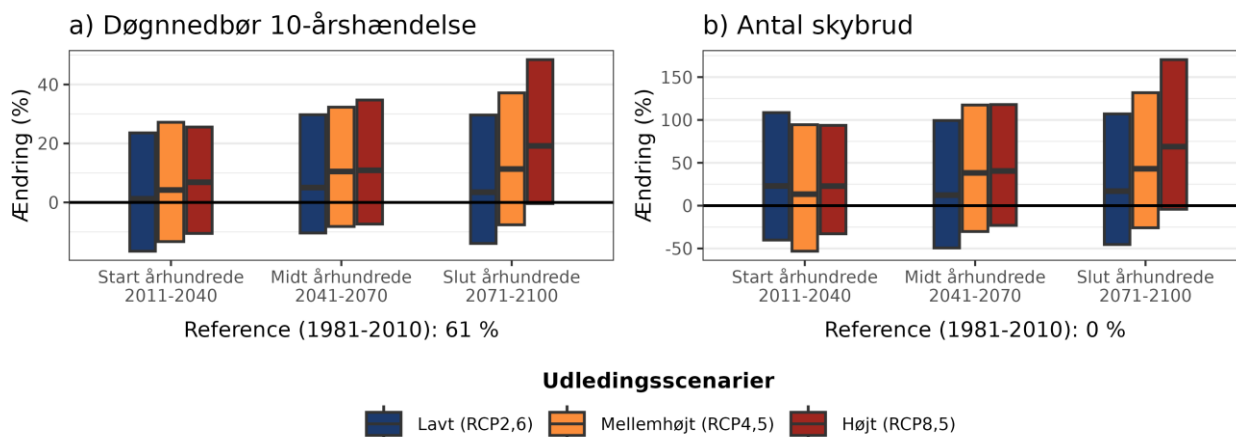 a) Døgnnedbør 10-årshændelse
Ændring (%)
40
20
0
Start århundrede
2011-2040
Midt århundrede
2041-2070
Slut århundrede
2071-2100
Reference (1981-2010): 61 %
b) Antal skybrud
Ændring (%)
150
100
50
0
-50
Start århundrede
2011-2040
Midt århundrede
2041-2070
Slut århundrede
2071-2100
Reference (1981-2010): 0 %
Udledingsscenarier
Lavt (RCP2,6)
Mellemhøjt (RCP4,5)
Højt (RCP8,5)